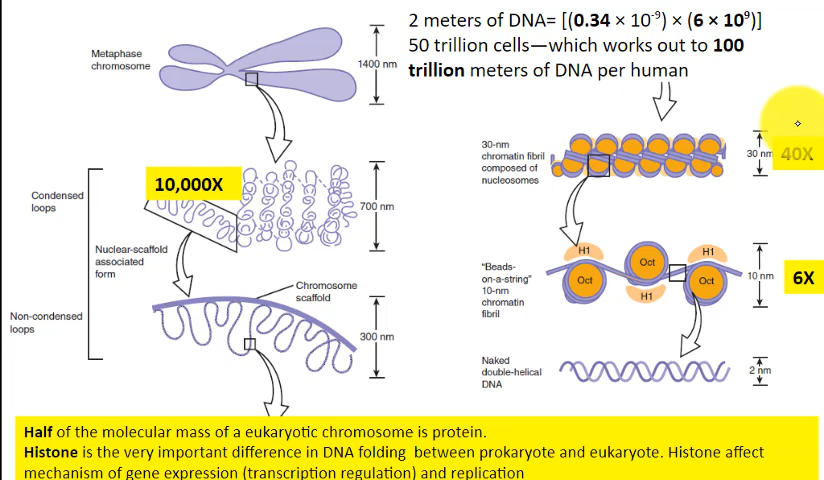 2 meters of DNA= [(0.34 × 10⁻⁹) × (6 × 10⁹)]
50 trillion cells—which works out to 100
trillion meters of DNA per human
Metaphase
chromosome
1400 nm
10,000X
Condensed
loops
700 nm
Nuclear-scaffold
associated
form
Chromosome
scaffold
Non-condensed
loops
300 nm
30-nm
chromatin fibril
composed of
nucleosomes
30 nm
40X
H1
H1
Oct
Oct
Oct
H1
"Beads-
on-a-string"
10-nm
chromatin
fibril
10 nm
6X
Naked
double-helical
DNA
2 nm
Half of the molecular mass of a eukaryotic chromosome is protein.
Histone is the very important difference in DNA folding between prokaryote and eukaryote. Histone affect
mechanism of gene expression (transcription regulation) and replication